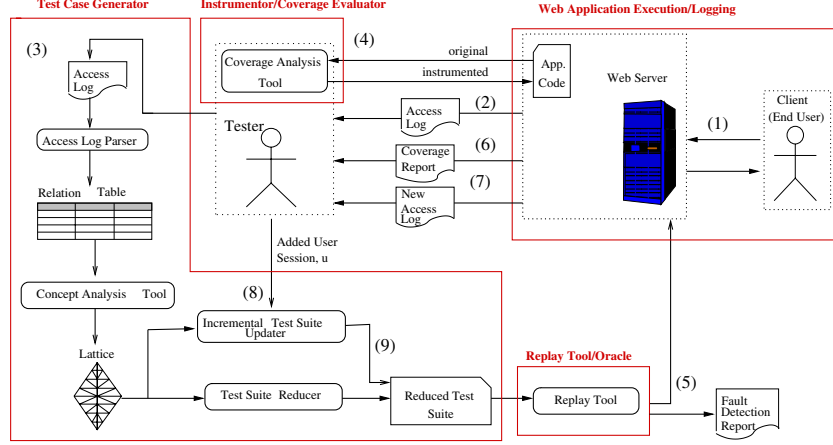 Test Case Generator
Instrumentor/Coverage Evaluator
Web Application Execution/Logging
(3)
Access
Log
Access Log Parser
Relation Table
Concept Analysis Tool
Lattice
Coverage Analysis
Tool
(4)
original
instrumented
App.
Code
Web Server
Client
(End User)
(1)
Tester
(2)
Access
Log
(6)
Coverage
Report
(7)
New
Access
Log
Added User
Session, u
(8)
Incremental Test Suite
Updater
(9)
Test Suite Reducer
Reduced Test
Suite
Replay Tool/Oracle
Replay Tool
(5)
Fault
Detection
Report